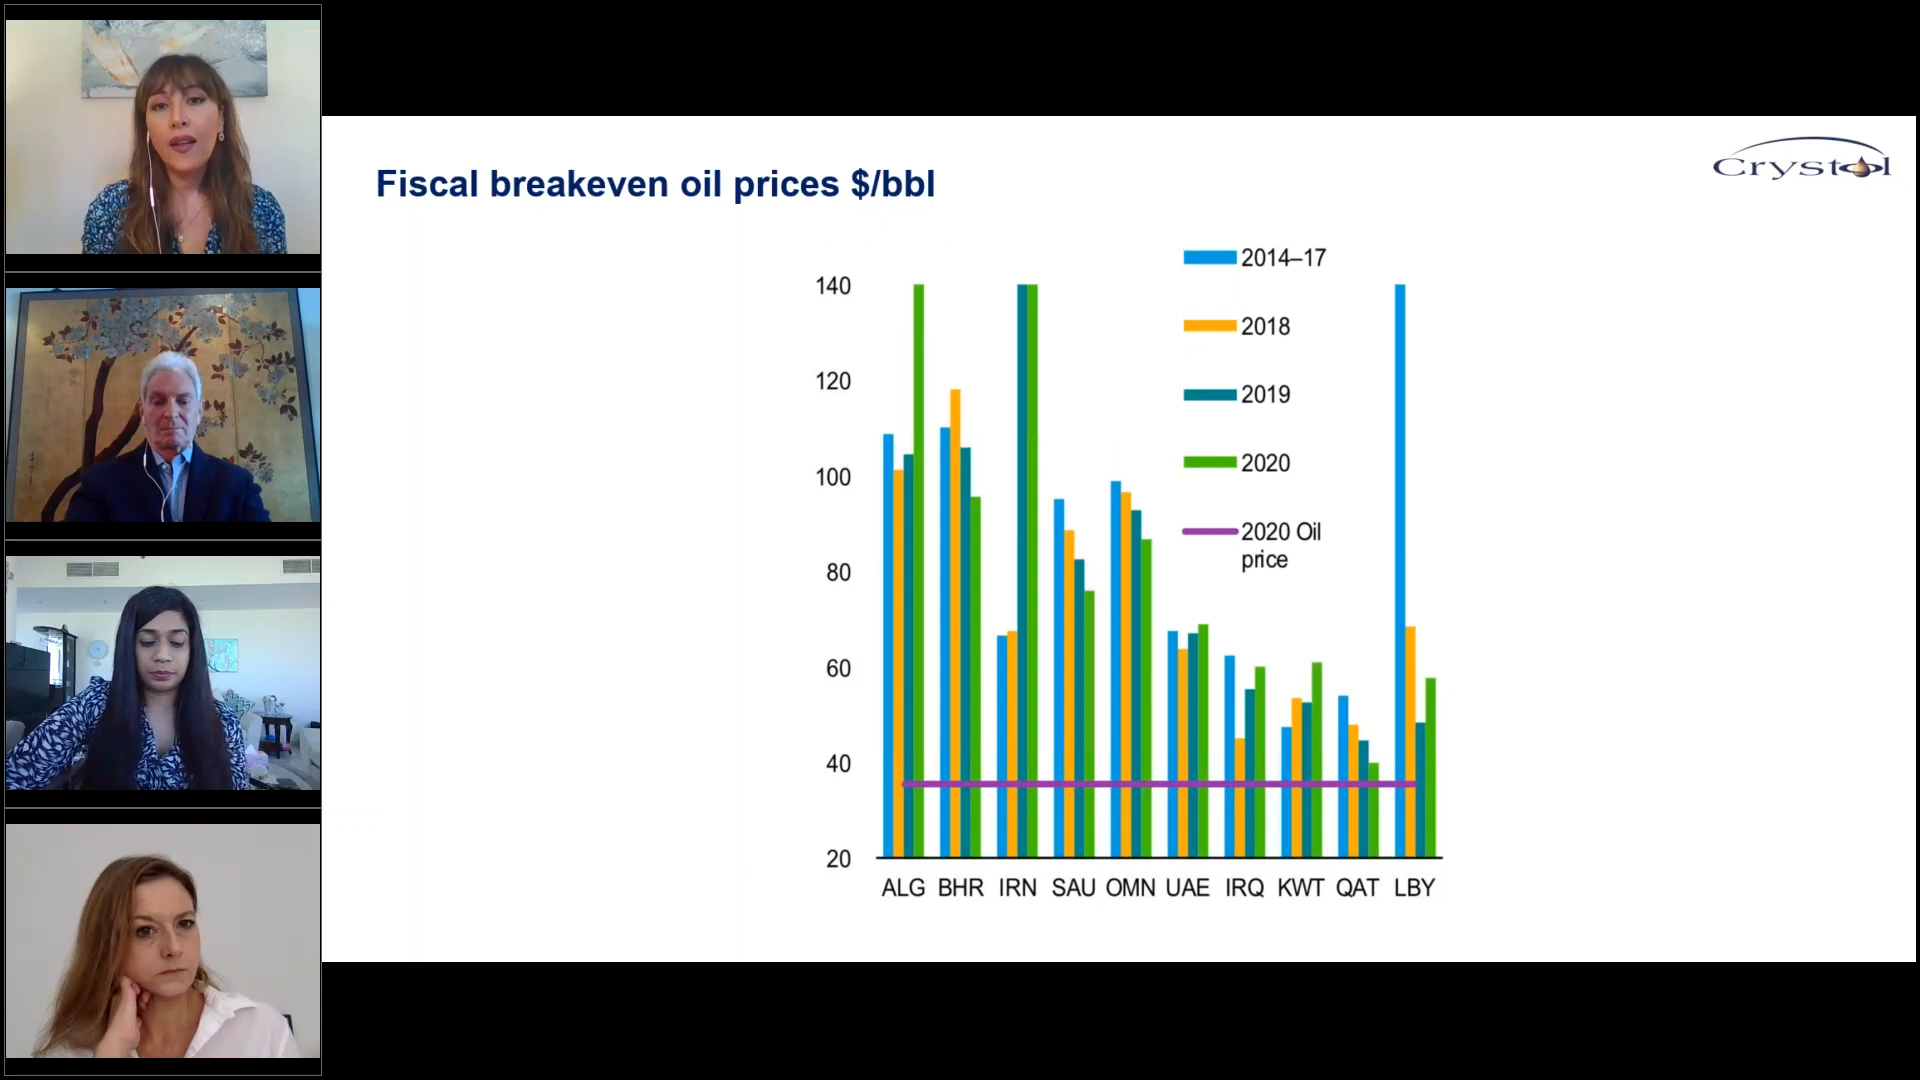 Fiscal breakeven oil prices $/bbl
Crystol
2014–17
2018
2019
2020
2020 Oil
price
140
120
100
80
60
40
20
ALG BHR IRN SAU OMN UAE IRQ KWT QAT LBY